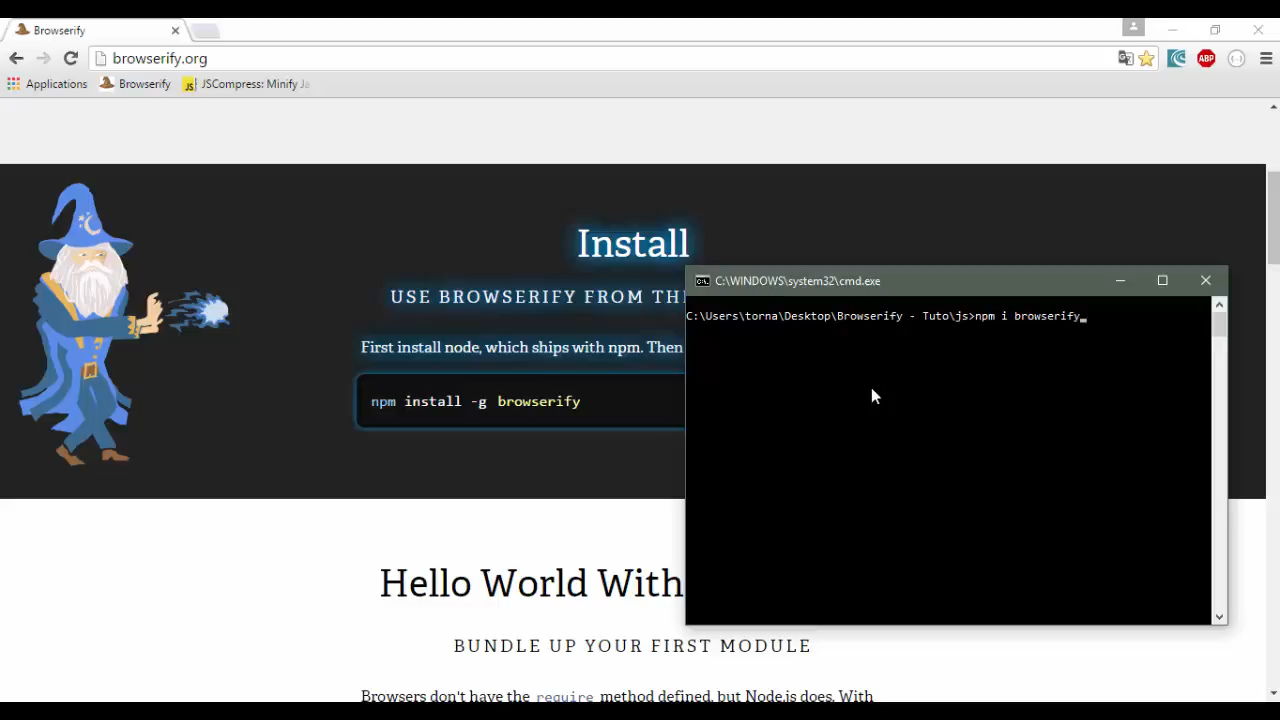 Browserify
browserify.org
Applications Browserify JSCompress: Minify Ja
Install
USE BROWSERIFY FROM THE
First install node, which ships with npm. Then
npm install -g browserify
C:\WINDOWS\system32\cmd.exe
C:\Users\torna\Desktop\Browserify - Tuto\js>npm i browserify_
Hello World With
BUNDLE UP YOUR FIRST MODULE
Browsers don't have the require method defined, but Node.js does. With